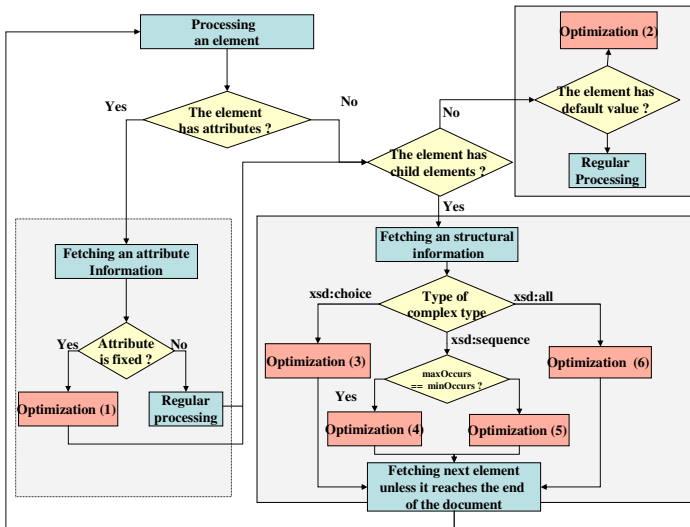 Processing
an element
Optimization (2)
The element has
default value ?
Regular
Processing
Yes
The element
has attributes ?
No
No
The element has
child elements ?
Yes
Fetching an attribute
Information
Yes
Attribute
is fixed ?
No
Optimization (1)
Regular
processing
Fetching an structural
information
xsd:choice
Type of
complex type
xsd:all
xsd:sequence
Optimization (3)
maxOccurs
== minOccurs ?
Optimization (6)
Yes
Optimization (4)
Optimization (5)
Fetching next element
unless it reaches the end
of the document